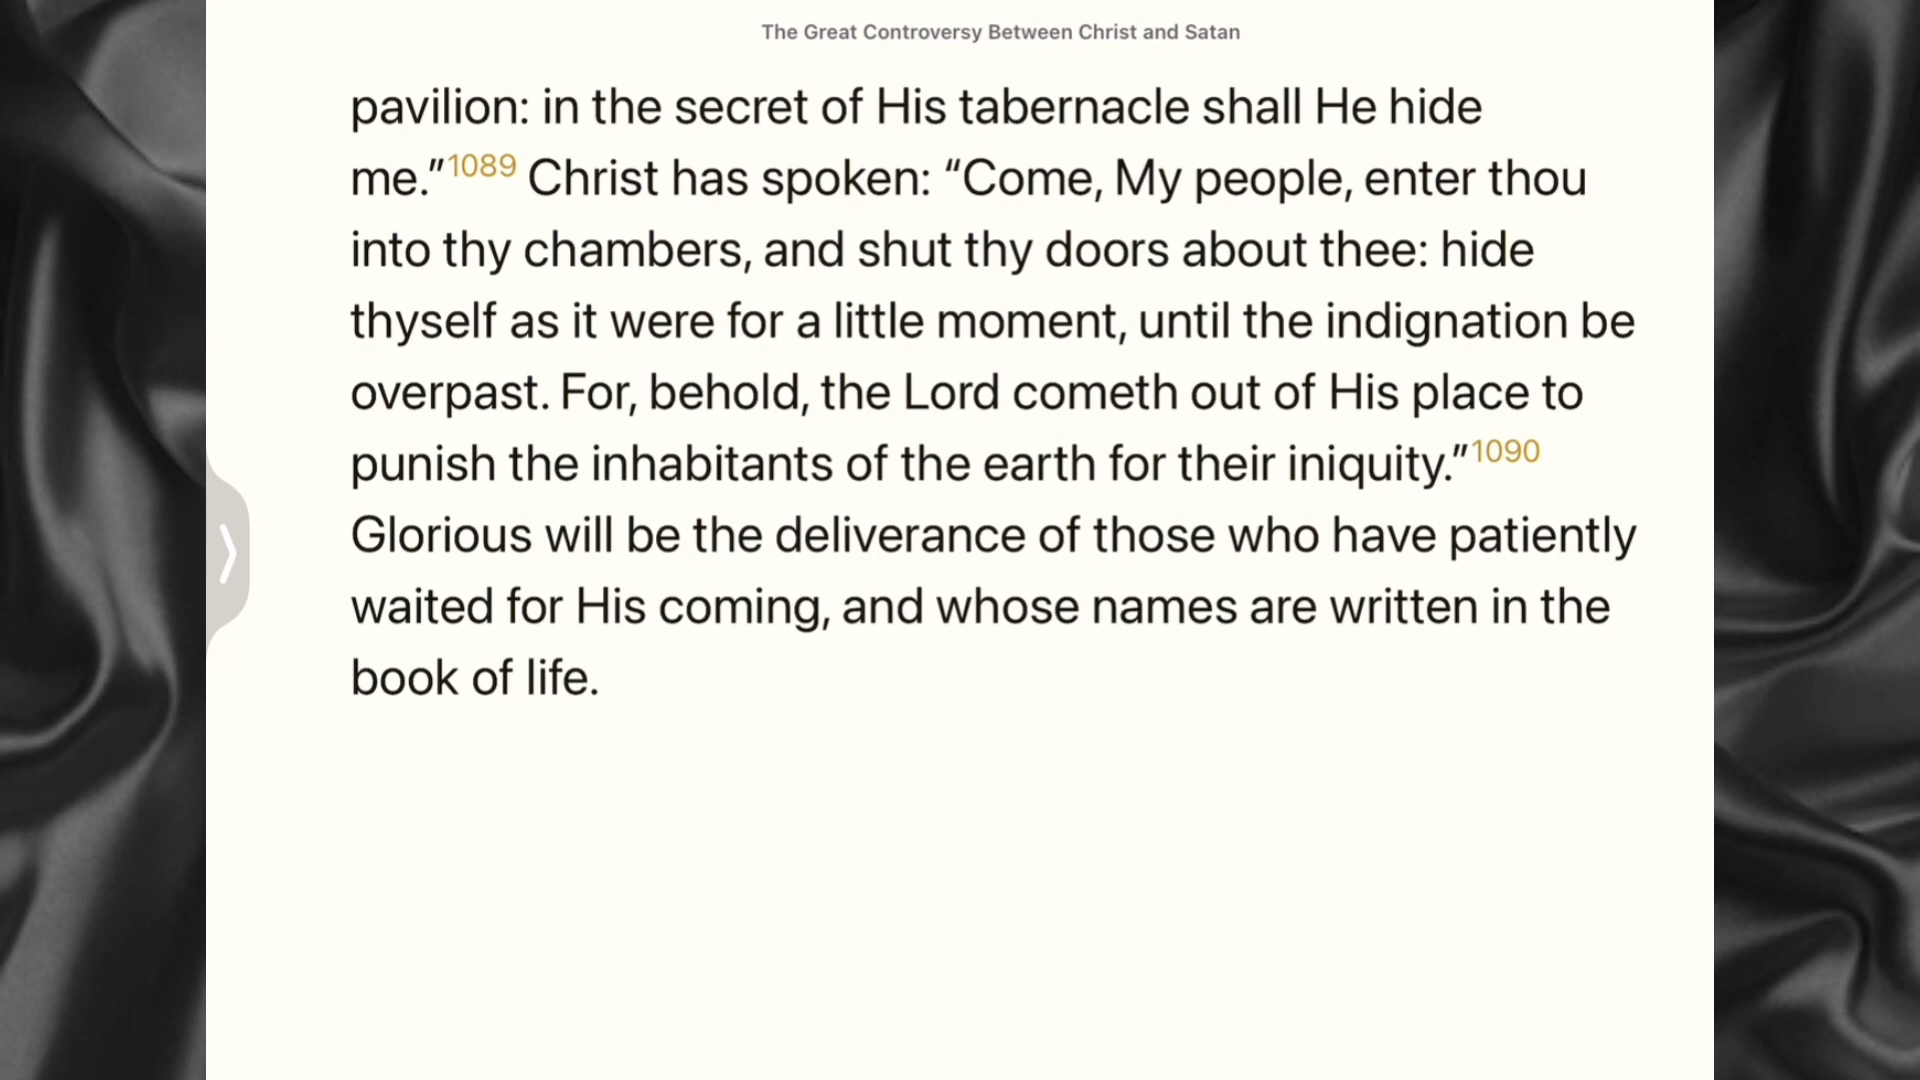 The Great Controversy Between Christ and Satan
pavilion: in the secret of His tabernacle shall He hide
me.”1089 Christ has spoken: “Come, My people, enter thou
into thy chambers, and shut thy doors about thee: hide
thyself as it were for a little moment, until the indignation be
overpast. For, behold, the Lord cometh out of His place to
punish the inhabitants of the earth for their iniquity.”1090
Glorious will be the deliverance of those who have patiently
waited for His coming, and whose names are written in the
book of life.